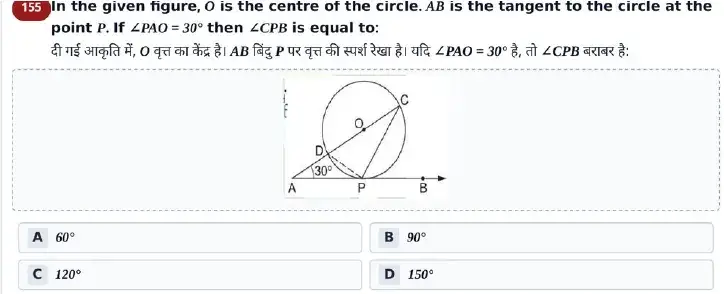 155 In the given figure, O is the centre of the circle. AB is the tangent to the circle at the
point P. If ∠PAO = 30° then ∠CPB is equal to:
दी गई आकृति में, O वृत्त का केंद्र है। AB बिंदु P पर वृत्त की स्पर्श रेखा है। यदि ∠PAO = 30° है, तो ∠CPB बराबर है:
C
O
D
30°
A P B
A 60° B 90°
C 120° D 150°